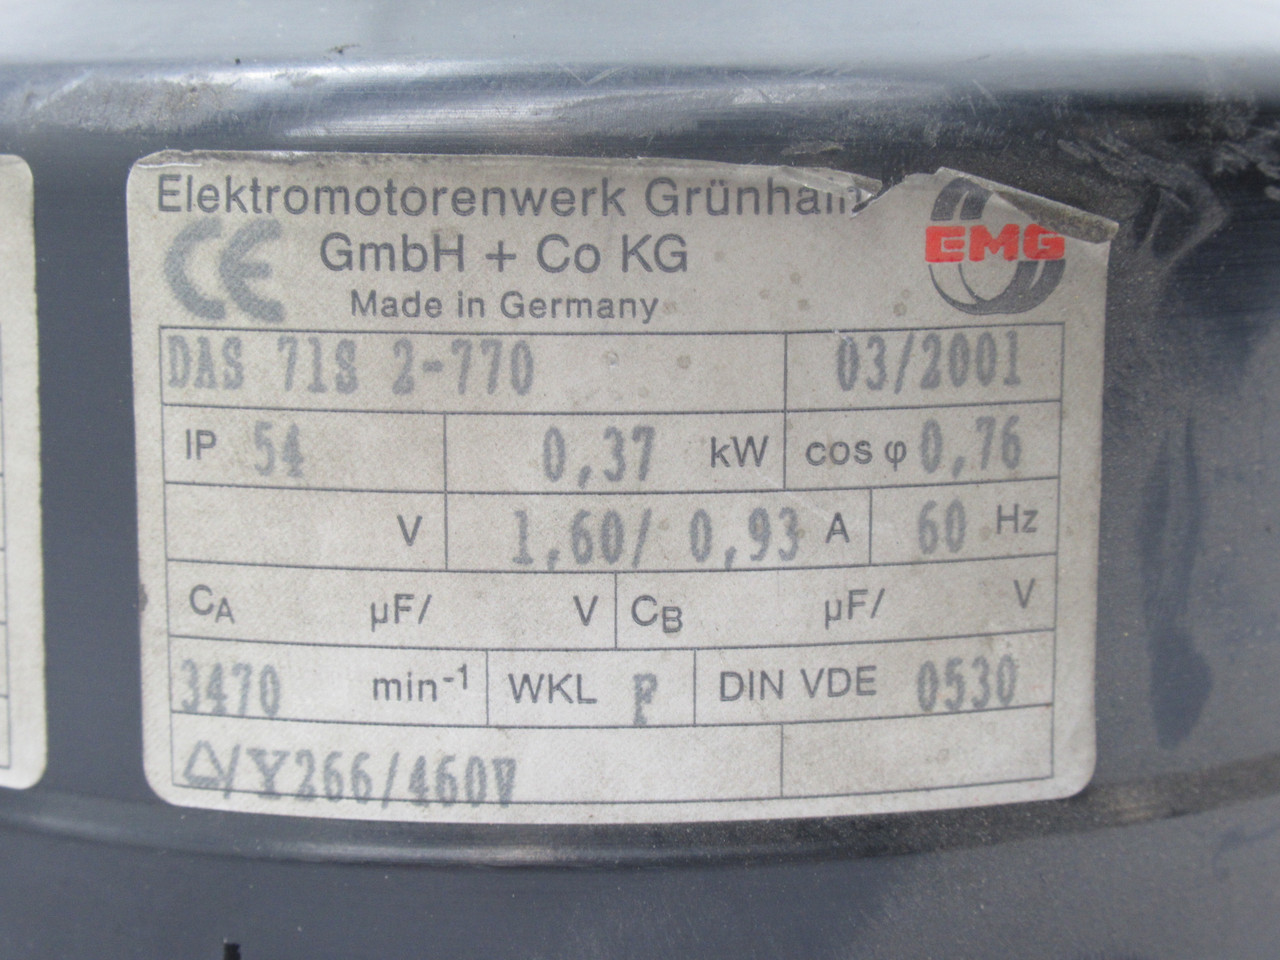 Elektromotorenwerk Grünhain
GmbH + Co KG
CE
EMG
Made in Germany
DAS 71S 2-770 03/2001
IP 54 0,37 kW cos φ 0,76
V 1,60/ 0,93 A 60 Hz
CA µF/ V CB µF/ V
3470 min-1 WKL F DIN VDE 0530
△/Y266/460V